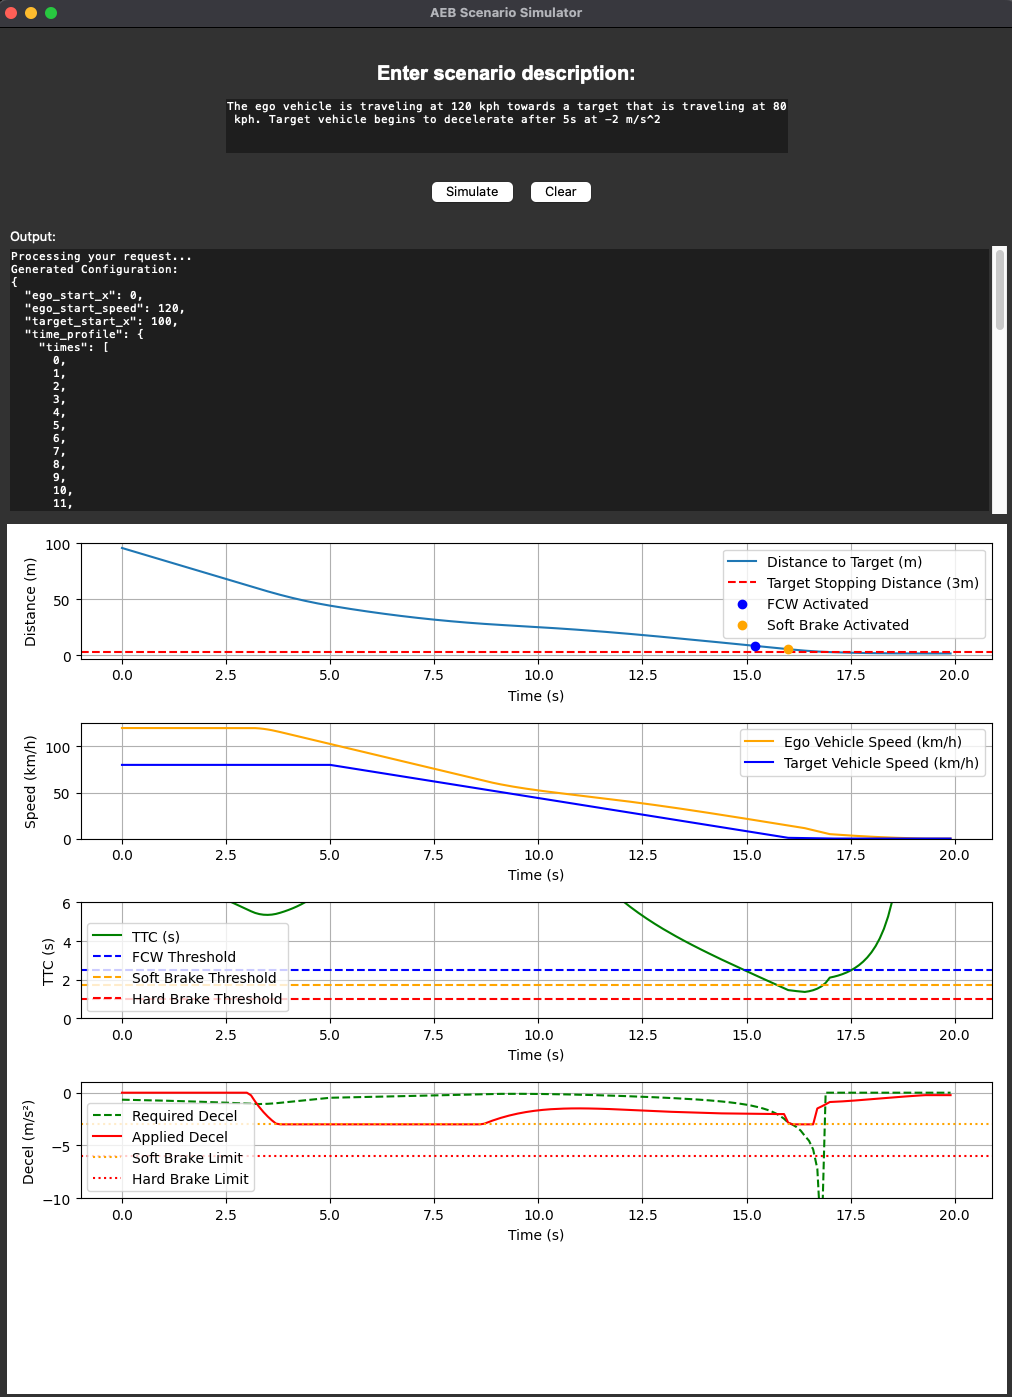 AEB Scenario Simulator
Enter scenario description:
The ego vehicle is traveling at 120 kph towards a target that is traveling at 80
kph. Target vehicle begins to decelerate after 5s at -2 m/s^2
Simulate
Clear
Output:
Processing your request...
Generated Configuration:
{
"ego_start_x": 0,
"ego_start_speed": 120,
"target_start_x": 100,
"time_profile": {
"times": [
0,
1,
2,
3,
4,
5,
6,
7,
8,
9,
10,
11,
Distance (m)
100
50
0
Distance to Target (m)
Target Stopping Distance (3m)
FCW Activated
Soft Brake Activated
0.0 2.5 5.0 7.5 10.0 12.5 15.0 17.5 20.0
Time (s)
Speed (km/h)
100
50
0
Ego Vehicle Speed (km/h)
Target Vehicle Speed (km/h)
0.0 2.5 5.0 7.5 10.0 12.5 15.0 17.5 20.0
Time (s)
TTC (s)
6
4
2
0
TTC (s)
FCW Threshold
Soft Brake Threshold
Hard Brake Threshold
0.0 2.5 5.0 7.5 10.0 12.5 15.0 17.5 20.0
Time (s)
Decel (m/s²)
0
−5
−10
Required Decel
Applied Decel
Soft Brake Limit
Hard Brake Limit
0.0 2.5 5.0 7.5 10.0 12.5 15.0 17.5 20.0
Time (s)